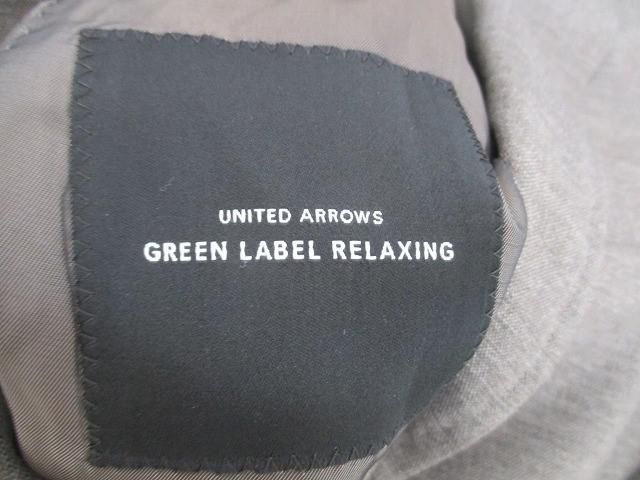 UNITED ARROWS
GREEN LABEL RELAXING